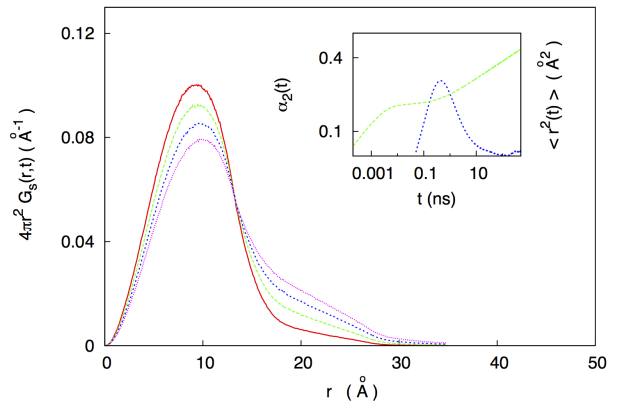 0.12
0.08
0.04
0
4πr² Gₛ(r,t) ( Å⁻¹)
0 10 20 30 40 50
r ( Å )
0.4
0.1
α₂(t)
< r²(t) > ( Å² )
0.001 0.1 10
t (ns)